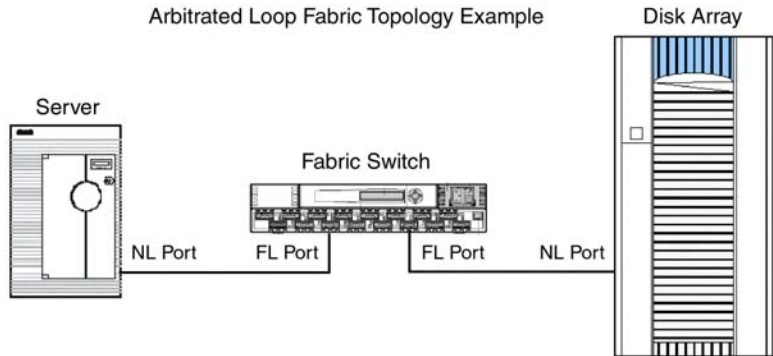 Arbitrated Loop Fabric Topology Example
Disk Array
Server
Fabric Switch
NL Port
FL Port
FL Port
NL Port